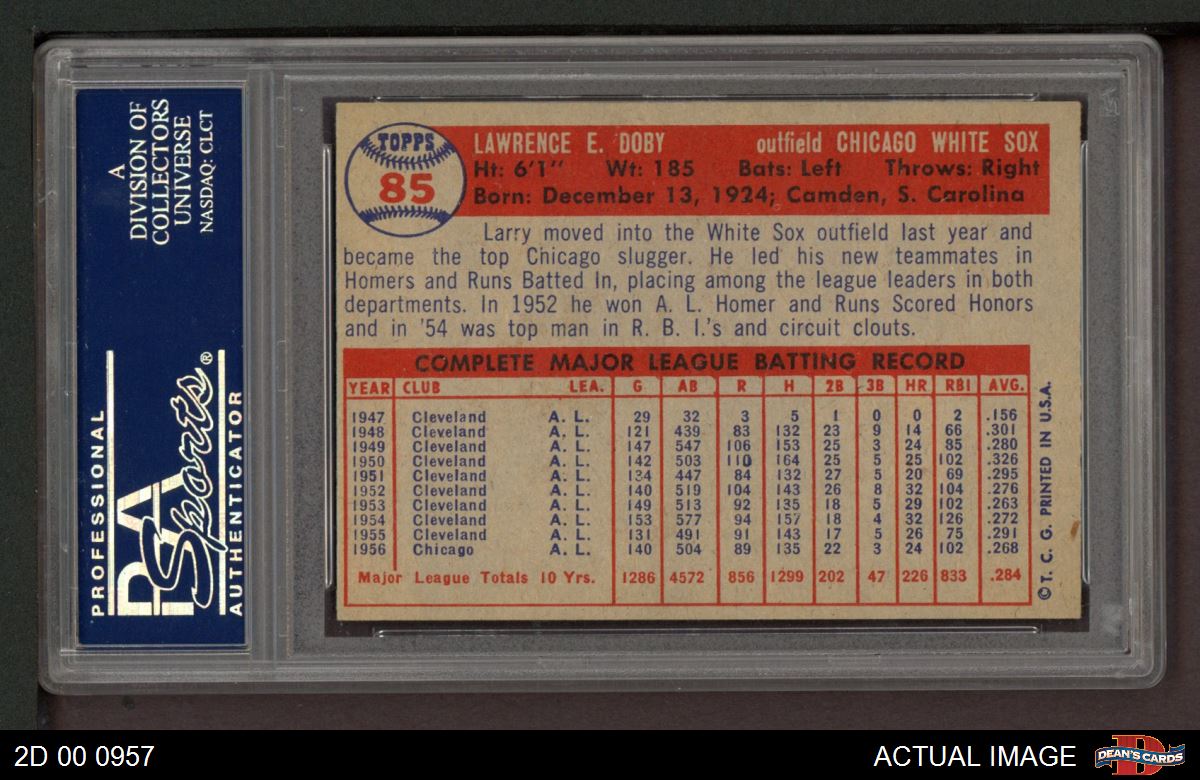 A
DIVISION OF
COLLECTORS
UNIVERSE
NASDAQ: CLCT
PROFESSIONAL
PSA
Sports®
AUTHENTICATOR
TOPPS
85
LAWRENCE E. DOBY outfield CHICAGO WHITE SOX
Ht: 6'1" Wt: 185 Bats: Left Throws: Right
Born: December 13, 1924; Camden, S. Carolina
Larry moved into the White Sox outfield last year and
became the top Chicago slugger. He led his new teammates in
Homers and Runs Batted In, placing among the league leaders in both
departments. In 1952 he won A. L. Homer and Runs Scored Honors
and in '54 was top man in R. B. I.'s and circuit clouts.
COMPLETE MAJOR LEAGUE BATTING RECORD
YEAR CLUB LEA. G AB R H 2B 3B HR RBI AVG.
1947 Cleveland A. L. 29 32 3 5 1 0 0 2 .156
1948 Cleveland A. L. 121 439 83 132 23 9 14 66 .301
1949 Cleveland A. L. 147 547 106 153 25 3 24 85 .280
1950 Cleveland A. L. 142 503 110 164 25 5 25 102 .326
1951 Cleveland A. L. 134 447 84 132 27 5 20 69 .295
1952 Cleveland A. L. 140 519 104 143 26 8 32 104 .276
1953 Cleveland A. L. 149 513 92 135 18 5 29 102 .263
1954 Cleveland A. L. 153 577 94 157 18 4 32 126 .272
1955 Cleveland A. L. 131 491 91 143 17 5 26 75 .291
1956 Chicago A. L. 140 504 89 135 22 3 24 102 .268
Major League Totals 10 Yrs. 1286 4572 856 1299 202 47 226 833 .284
©T. C. G. PRINTED IN U.S.A.
2D 00 0957
ACTUAL IMAGE
DEAN'S CARDS